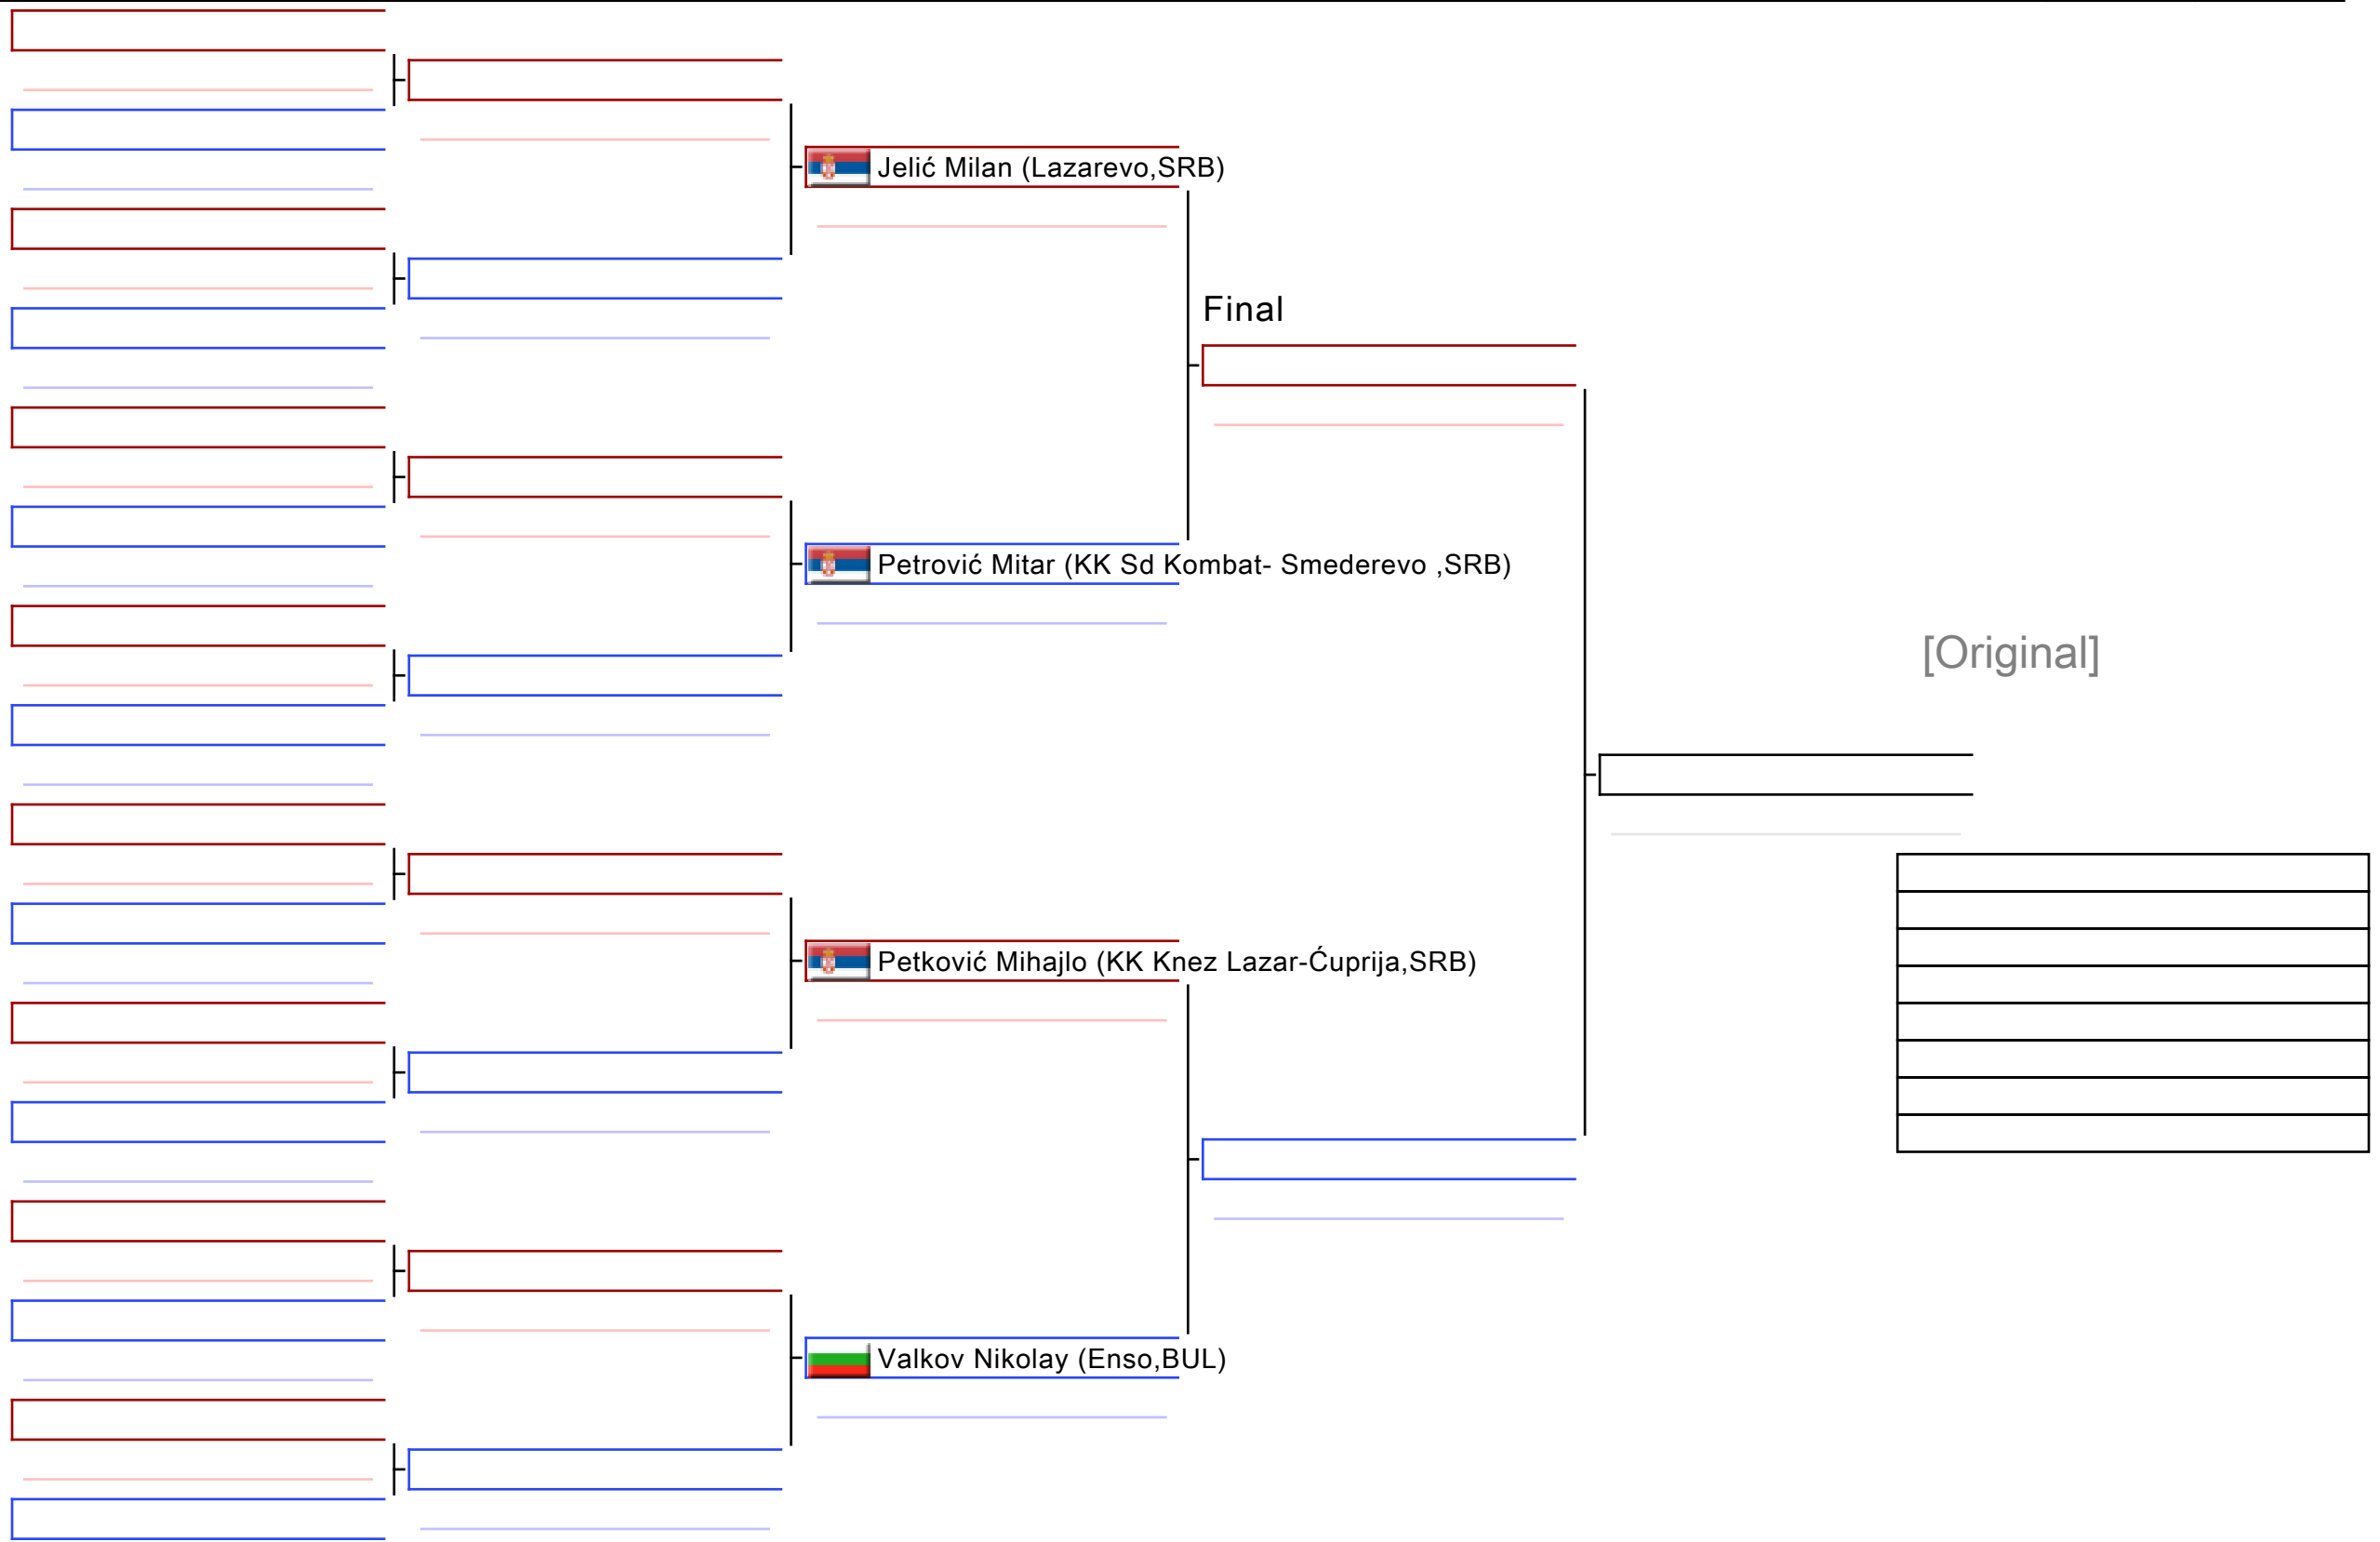 Jelić Milan (Lazarevo,SRB)
Final
Petrović Mitar (KK Sd Kombat- Smederevo ,SRB)
[Original]
Petković Mihajlo (KK Knez Lazar-Ćuprija,SRB)
Valkov Nikolay (Enso,BUL)